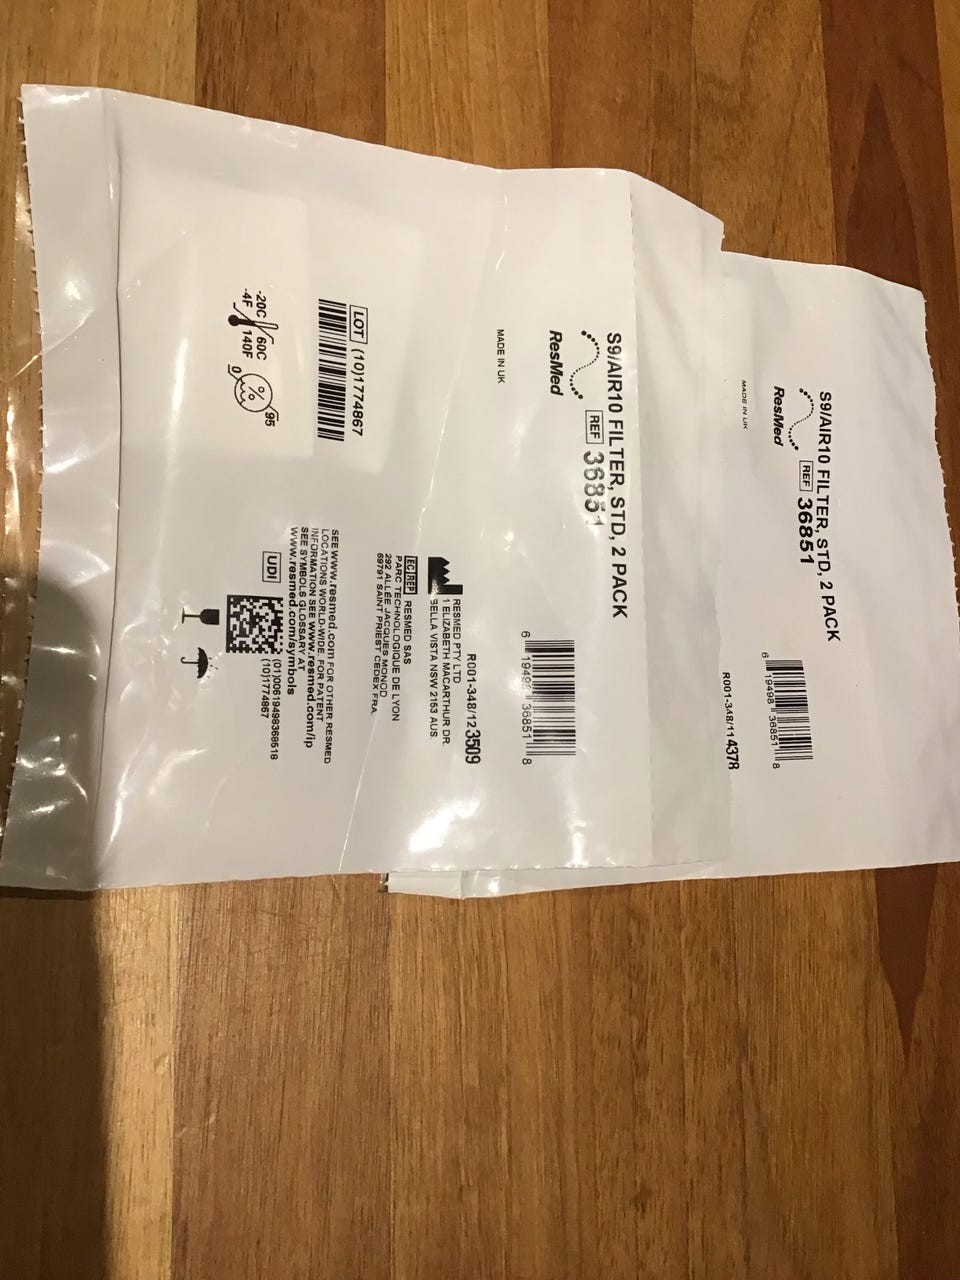 S9/AIR10 FILTER, STD, 2 PACK
ResMed
REF 36851
MADE IN UK
6 19498 36851 8
R001-348/114378
S9/AIR10 FILTER, STD, 2 PACK
ResMed
REF 36851
MADE IN UK
6 19498 36851 8
R001-348/123509
RESMED PTY LTD
1 ELIZABETH MACARTHUR DR.
BELLA VISTA NSW 2153 AUS.
EC REP RESMED SAS
PARC TECHNOLOGIQUE DE LYON
292 ALLÉE JACQUES MONOD
69791 SAINT PRIEST CEDEX FRA.
LOT (10)1774867
SEE www.resmed.com FOR OTHER RESMED
LOCATIONS WORLD-WIDE. FOR PATENT
INFORMATION SEE www.resmed.com/ip
SEE SYMBOLS GLOSSARY AT
www.resmed.com/symbols
-20C 60C
-4F 140F
0 % 95
UDI
(01)00619498368518
(10)1774867